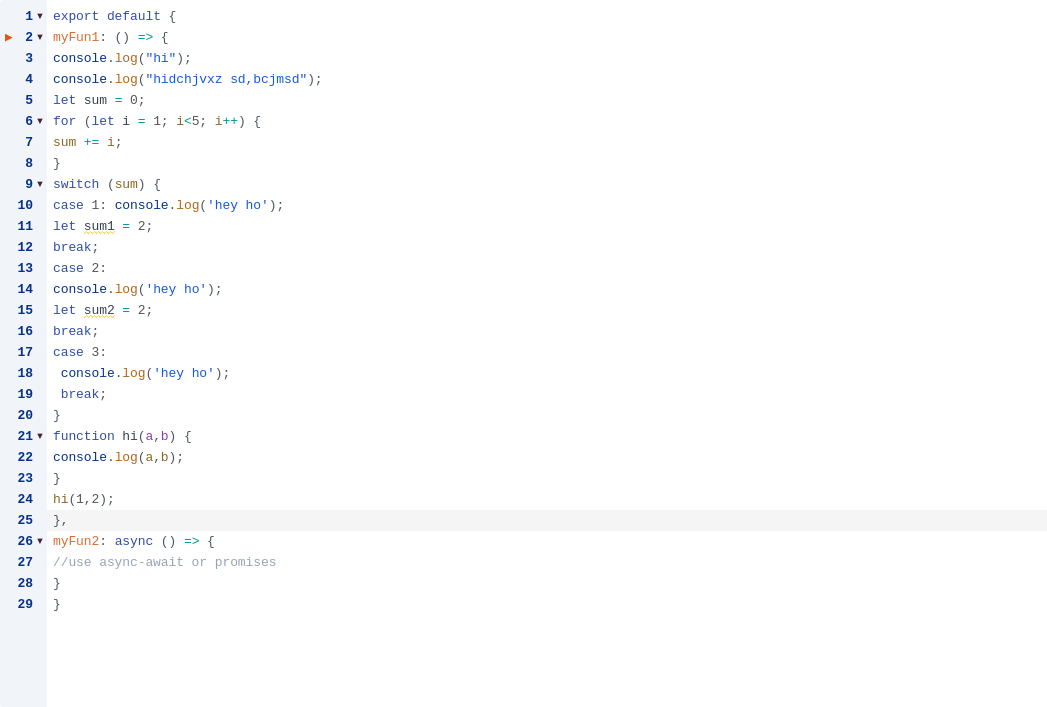 1 export default {
2 myFun1: () => {
3 console.log("hi");
4 console.log("hidchjvxz sd,bcjmsd");
5 let sum = 0;
6 for (let i = 1; i<5; i++) {
7 sum += i;
8 }
9 switch (sum) {
10 case 1: console.log('hey ho');
11 let sum1 = 2;
12 break;
13 case 2:
14 console.log('hey ho');
15 let sum2 = 2;
16 break;
17 case 3:
18  console.log('hey ho');
19  break;
20 }
21 function hi(a,b) {
22 console.log(a,b);
23 }
24 hi(1,2);
25 },
26 myFun2: async () => {
27 //use async-await or promises
28 }
29 }